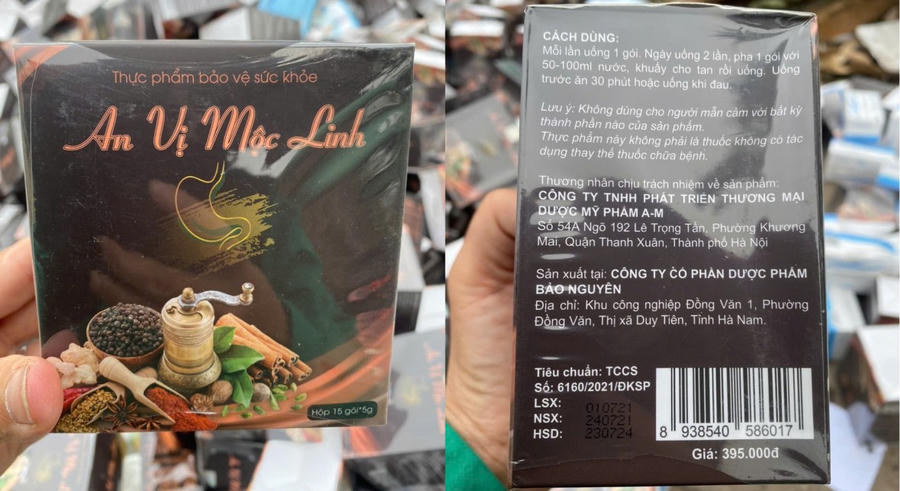 Thực phẩm bảo vệ sức khỏe
An Vị Mộc Linh
Hộp 15 gói*5g
CÁCH DÙNG:
Mỗi lần uống 1 gói. Ngày uống 2 lần, pha 1 gói với
50-100ml nước, khuấy cho tan rồi uống. Uống
trước ăn 30 phút hoặc uống khi đau.
Lưu ý: Không dùng cho người mẫn cảm với bất kỳ
thành phần nào của sản phẩm.
Thực phẩm này không phải là thuốc không có tác
dụng thay thế thuốc chữa bệnh.
Thương nhân chịu trách nhiệm về sản phẩm:
CÔNG TY TNHH PHÁT TRIỂN THƯƠNG MẠI
DƯỢC MỸ PHẨM A-M
Số 54A Ngõ 192 Lê Trọng Tấn, Phường Khương
Mai, Quận Thanh Xuân, Thành phố Hà Nội
Sản xuất tại: CÔNG TY CỔ PHẦN DƯỢC PHẨM
BẢO NGUYÊN
Địa chỉ: Khu công nghiệp Đồng Văn 1, Phường
Đồng Văn, Thị xã Duy Tiên, Tỉnh Hà Nam.
Tiêu chuẩn: TCCS
Số: 6160/2021/ĐKSP
LSX: 010721
NSX: 240721
HSD: 230724
8 938540 586017
Giá: 395.000đ